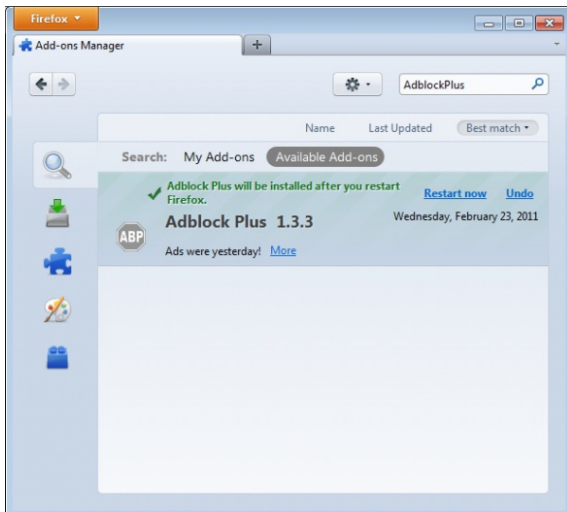 Firefox
Add-ons Manager
AdblockPlus
Name Last Updated Best match
Search: My Add-ons Available Add-ons
Adblock Plus will be installed after you restart
Firefox.
Restart now Undo
ABP
Adblock Plus 1.3.3
Wednesday, February 23, 2011
Ads were yesterday! More